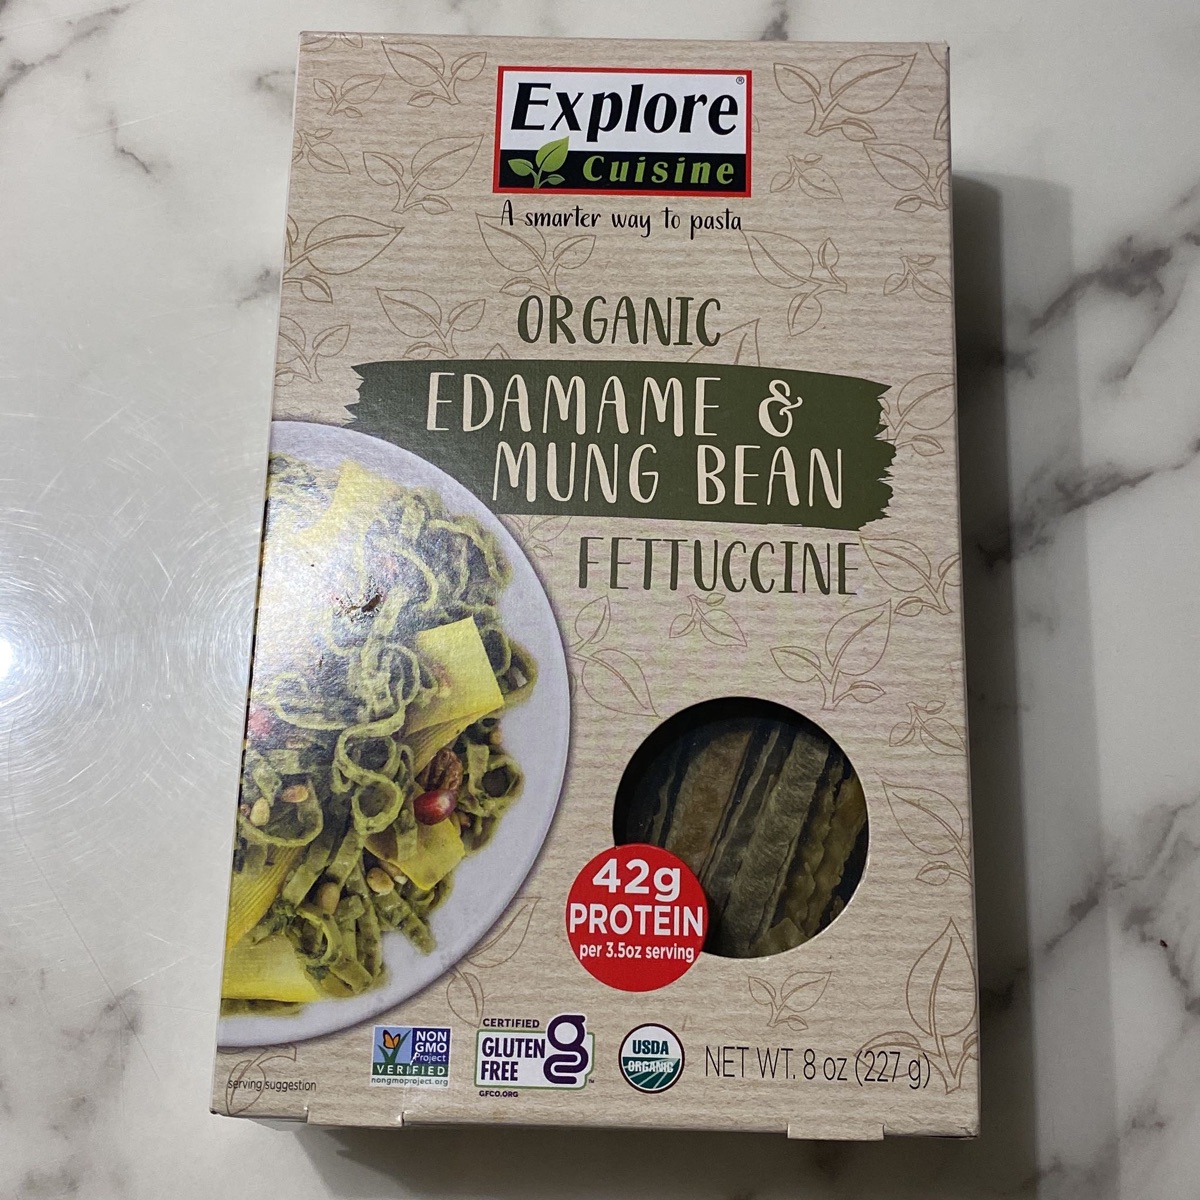 Explore®
Cuisine
A smarter way to pasta
ORGANIC
EDAMAME &
MUNG BEAN
FETTUCCINE
42g
PROTEIN
per 3.5oz serving
NON
GMO
Project
VERIFIED
nongmoproject.org
CERTIFIED
GLUTEN
FREE
g
™
GFCO.ORG
USDA
ORGANIC
NET WT. 8 oz (227 g)
serving suggestion